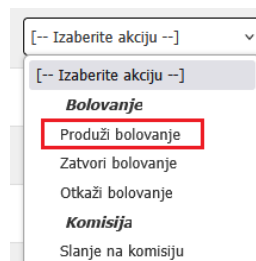 [-- Izaberite akciju --]
[-- Izaberite akciju --]
Bolovanje
Produži bolovanje
Zatvori bolovanje
Otkaži bolovanje
Komisija
Slanje na komisiju